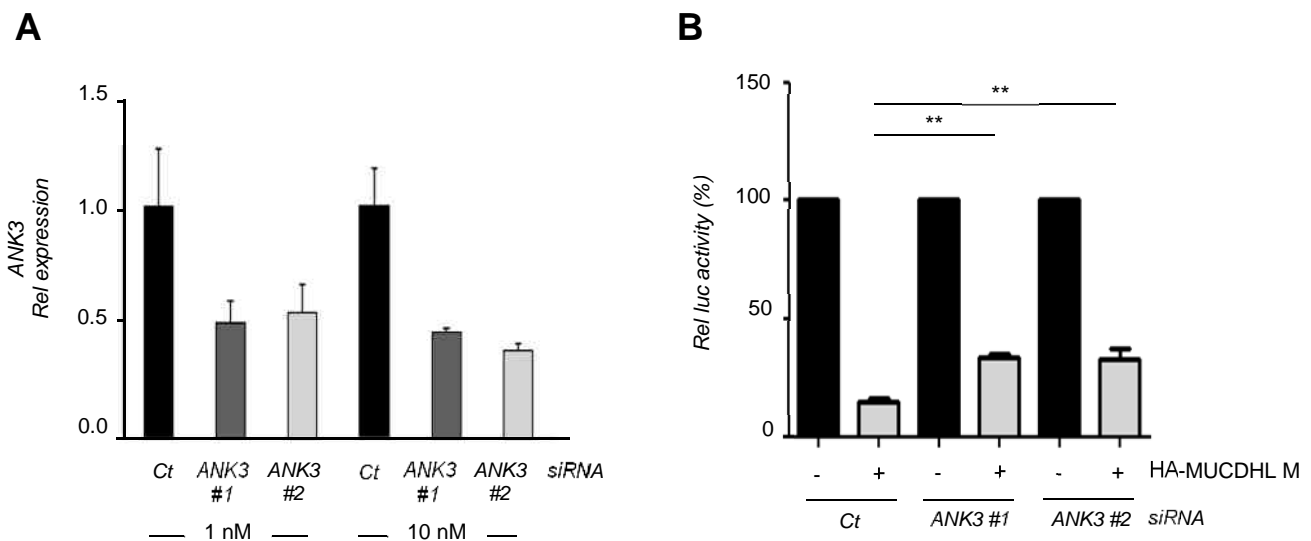 A
1.5
1.0
0.5
0.0
ANK3
Rel expression
Ct ANK3 ANK3 Ct ANK3 ANK3 siRNA
#1 #2 #1 #2
1 nM 10 nM
B
150
100
50
0
Rel luc activity (%)
**
**
- + - + - + HA-MUCDHL M
Ct ANK3 #1 ANK3 #2 siRNA